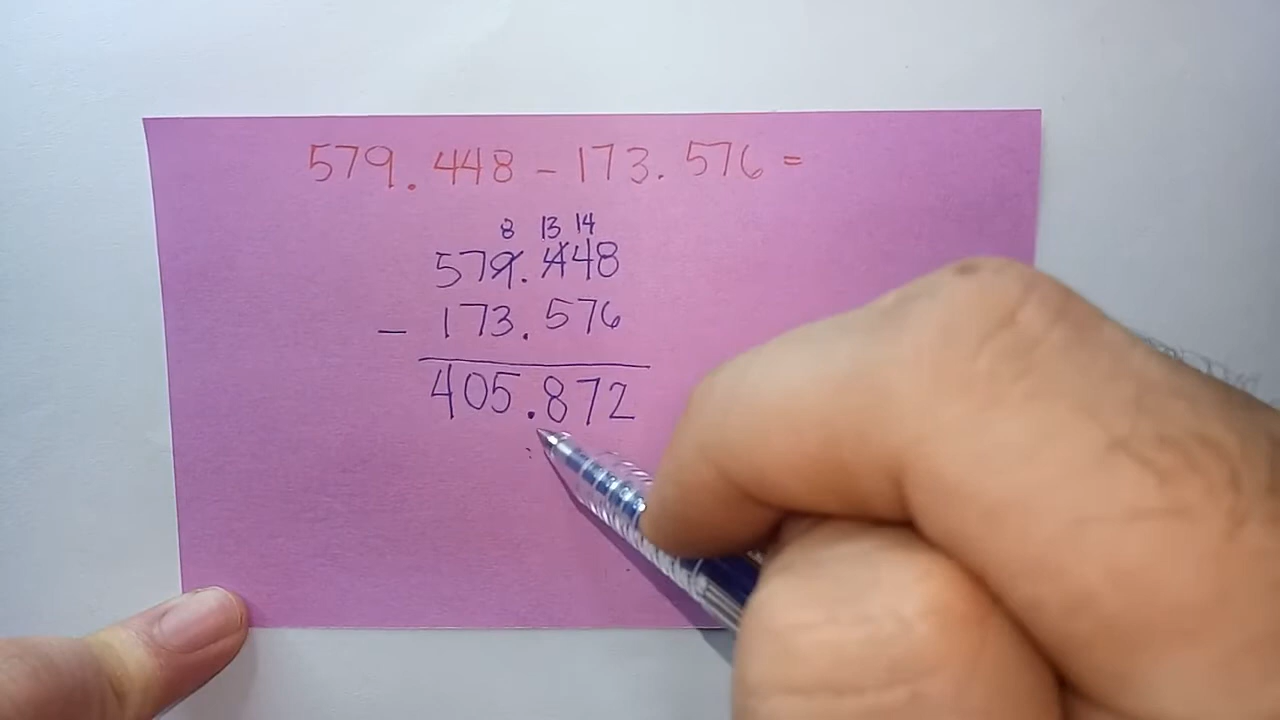 579.448 - 173.576 =
8 13 14
579.448
- 173.576
405.872